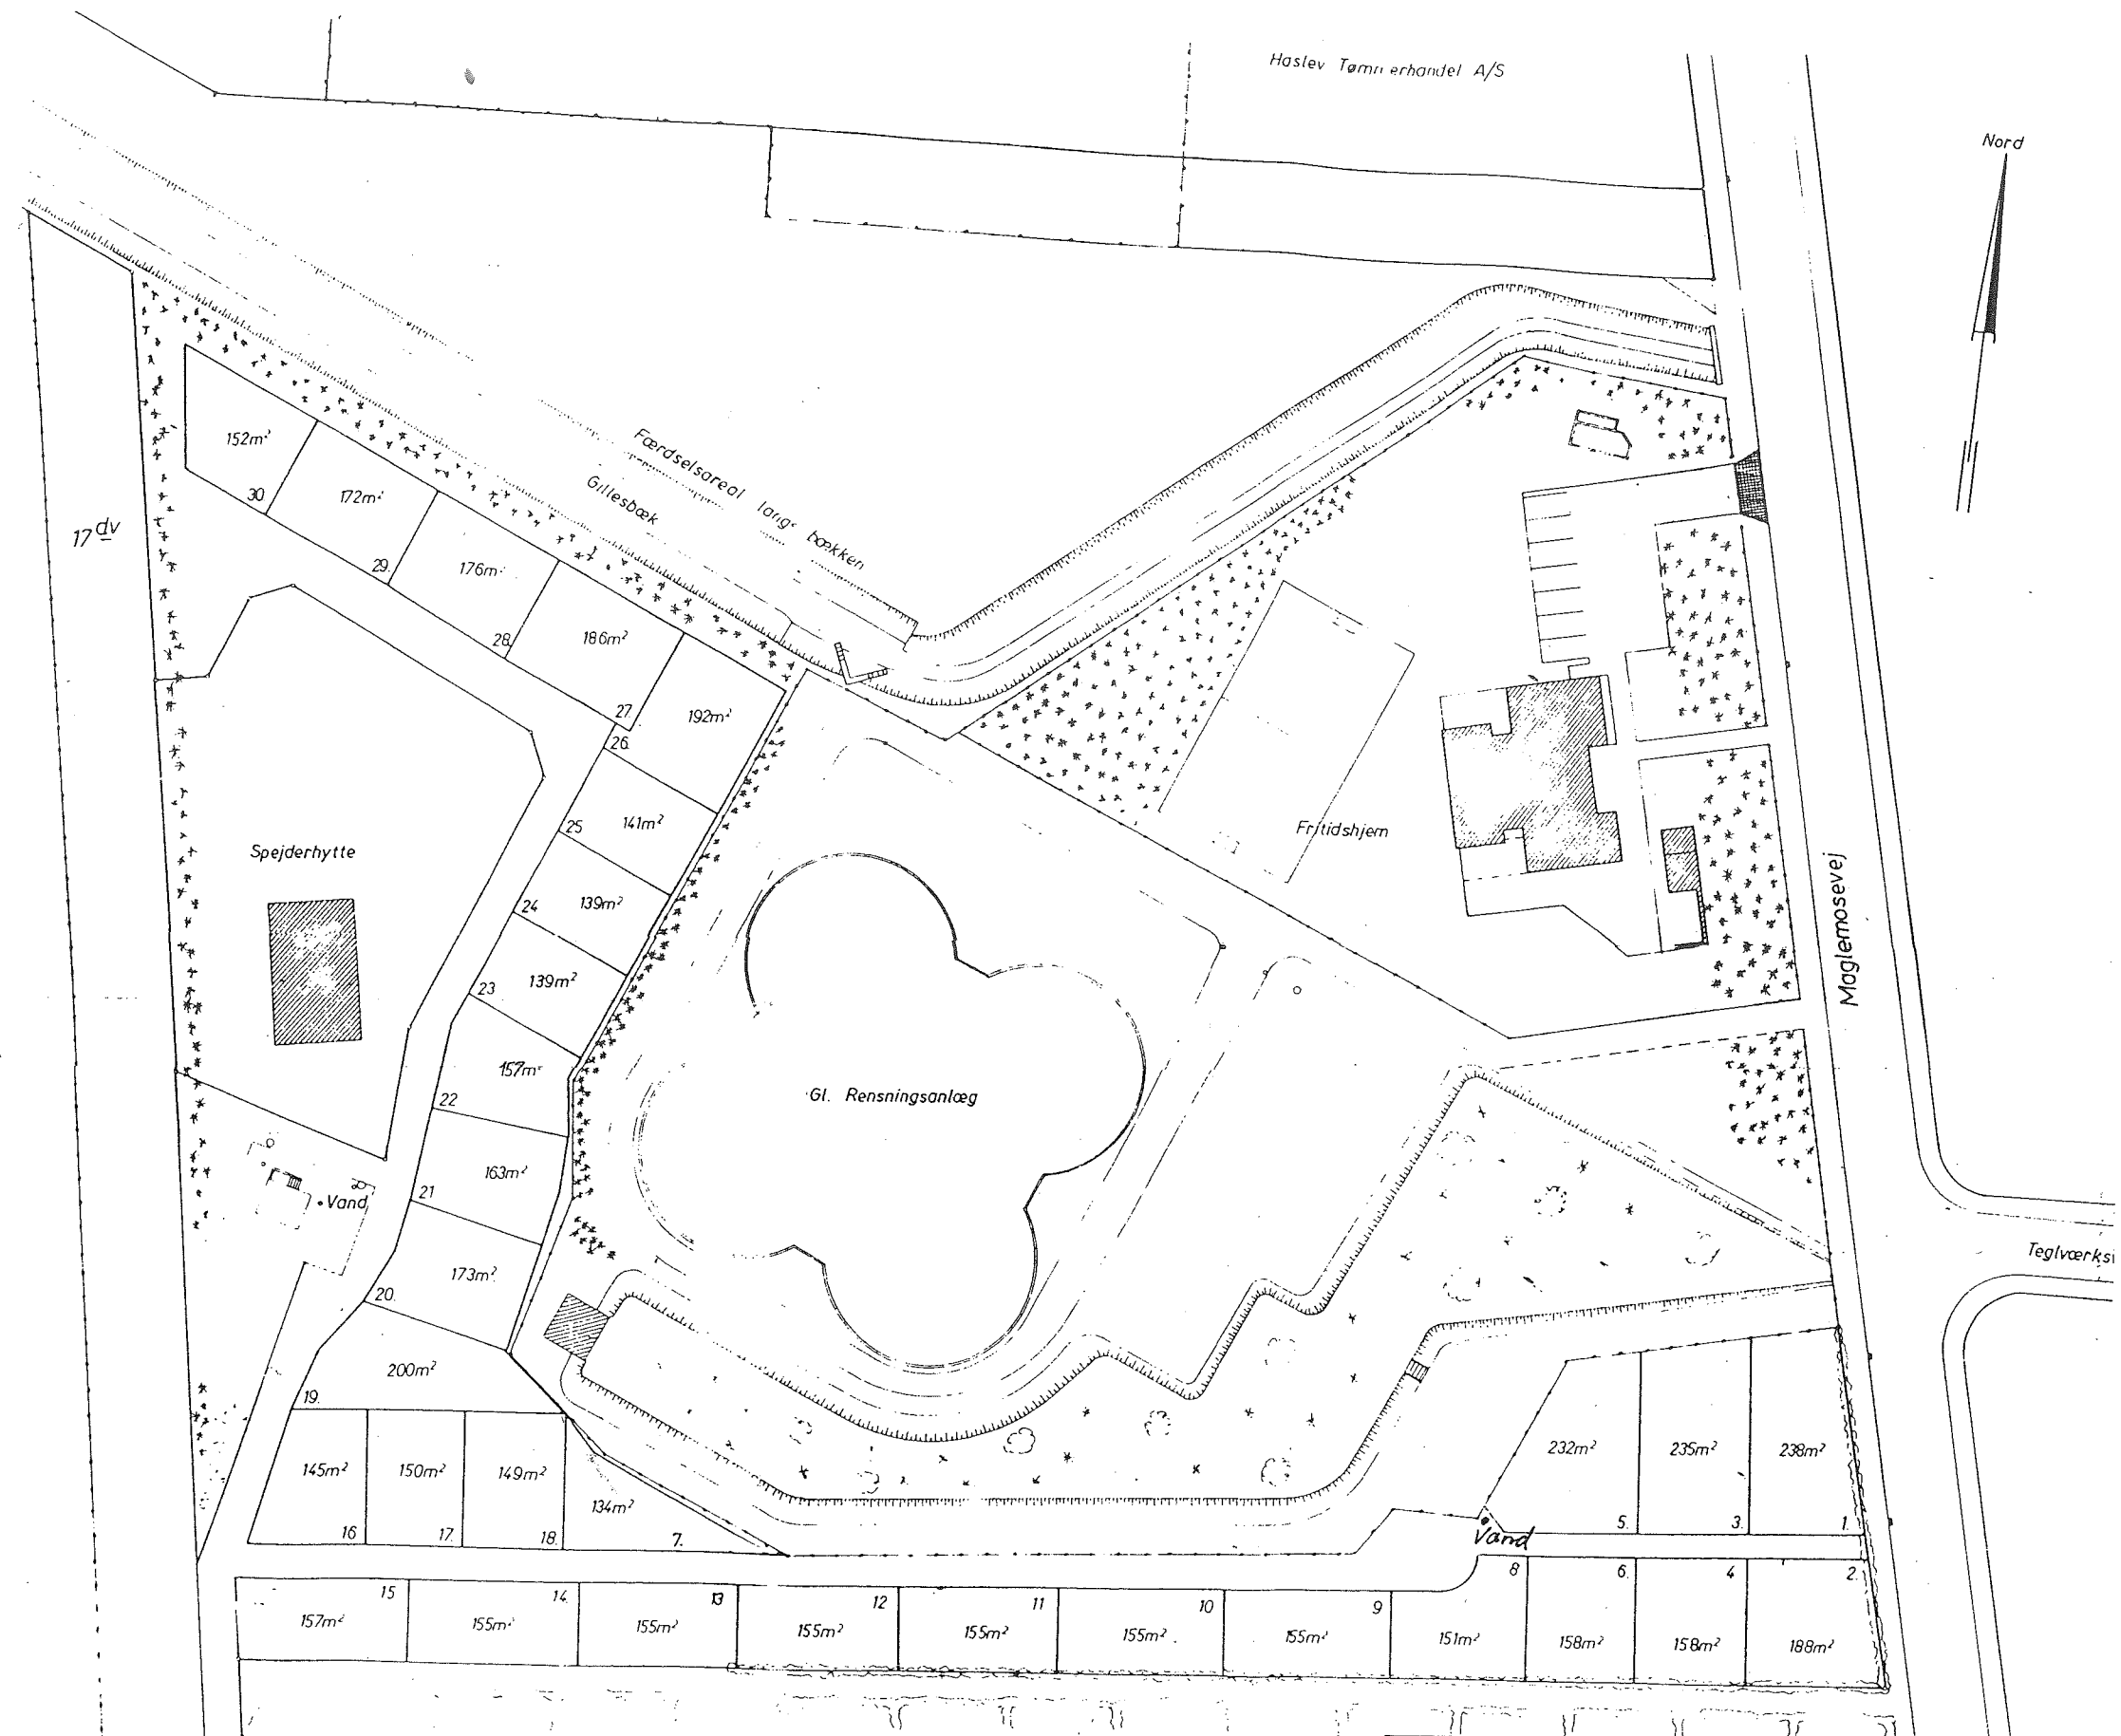 Haslev Tømmerhandel A/S
Nord
152m²
30
172m²
29.
17 dv
176m²
28.
186m²
27.
192m²
26.
Færdselsareal langs bækken
Gillesbæk
141m²
25
139m²
24
139m²
23
157m²
22
163m²
21
173m²
20.
200m²
19.
Spejderhytte
Vand
Fritidshjem
Maglemosevej
Gl. Rensningsanlæg
145m²
16
150m²
17.
149m²
18.
134m²
7.
232m²
5.
235m²
3.
238m²
1.
Vand
15
157m²
14.
155m²
13
155m²
12
155m²
11
155m²
10
155m²
9
155m²
8
151m²
6.
158m²
4
158m²
2.
188m²